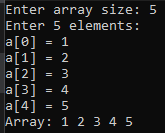 Enter array size: 5
Enter 5 elements:
a[0] = 1
a[1] = 2
a[2] = 3
a[3] = 4
a[4] = 5
Array: 1 2 3 4 5